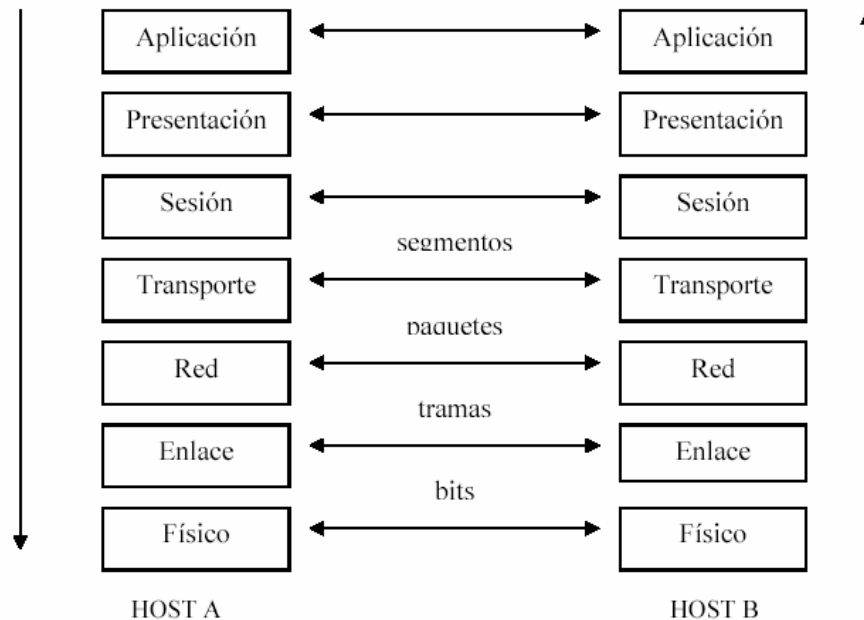 Aplicación Aplicación
Presentación Presentación
Sesión Sesión
segmentos
Transporte Transporte
paquetes
Red Red
tramas
Enlace Enlace
bits
Físico Físico
HOST A HOST B